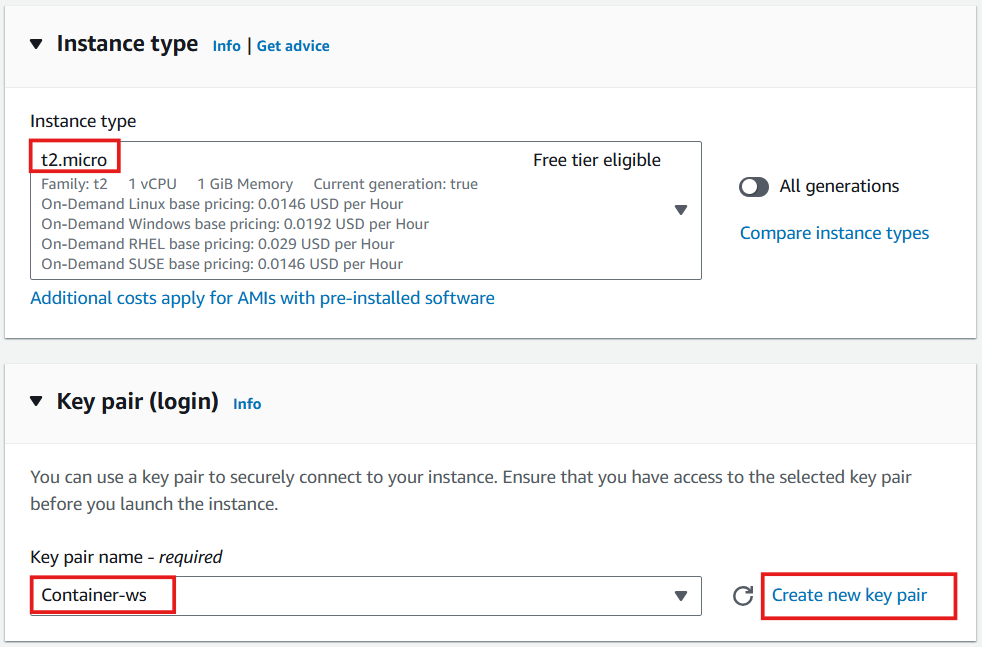 Instance type Info | Get advice
Instance type
t2.micro Free tier eligible
Family: t2 1 vCPU 1 GiB Memory Current generation: true
On-Demand Linux base pricing: 0.0146 USD per Hour
On-Demand Windows base pricing: 0.0192 USD per Hour
On-Demand RHEL base pricing: 0.029 USD per Hour
On-Demand SUSE base pricing: 0.0146 USD per Hour
All generations
Compare instance types
Additional costs apply for AMIs with pre-installed software
Key pair (login) Info
You can use a key pair to securely connect to your instance. Ensure that you have access to the selected key pair
before you launch the instance.
Key pair name - required
Container-ws
Create new key pair